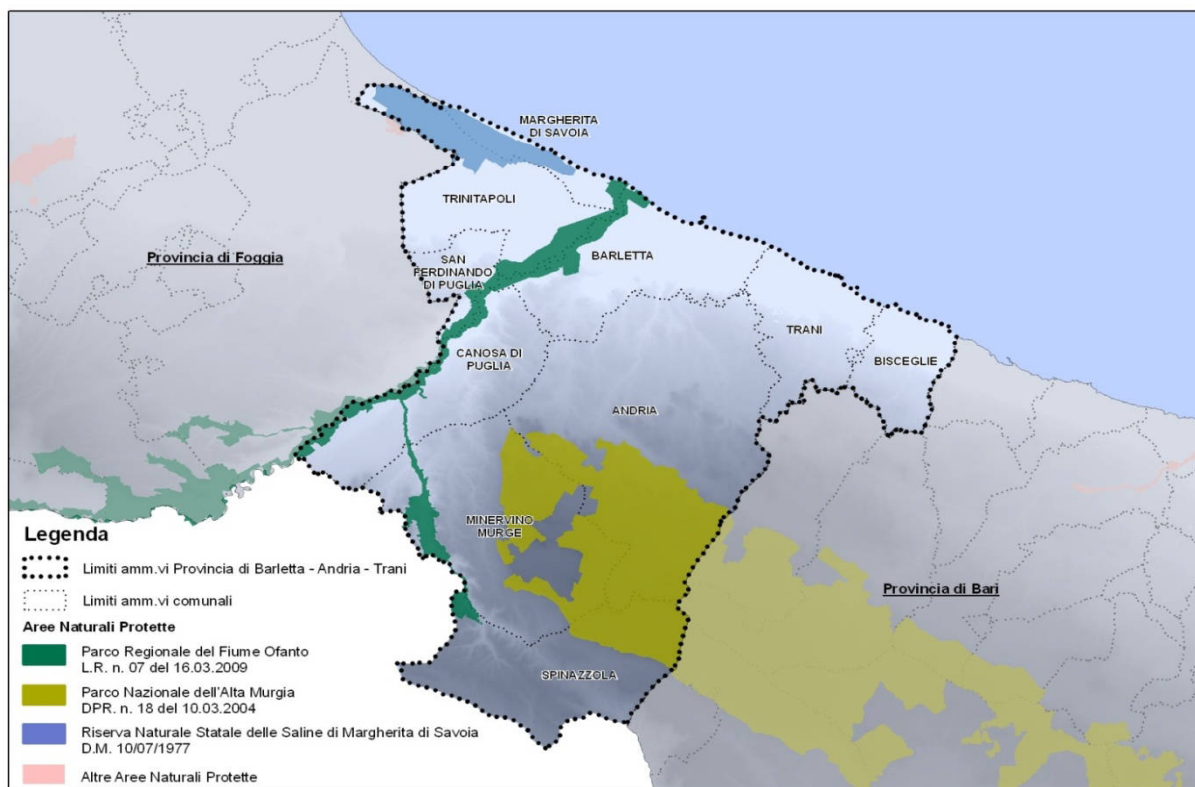 MARGHERITA
DI SAVOIA
TRINITAPOLI
Provincia di Foggia
SAN
FERDINANDO
DI PUGLIA
BARLETTA
CANOSA DI
PUGLIA
TRANI
BISCEGLIE
ANDRIA
MINERVINO
MURGE
Provincia di Bari
SPINAZZOLA
Legenda
Limiti amm.vi Provincia di Barletta - Andria - Trani
Limiti amm.vi comunali
Aree Naturali Protette
Parco Regionale del Fiume Ofanto
L.R. n. 07 del 16.03.2009
Parco Nazionale dell'Alta Murgia
DPR. n. 18 del 10.03.2004
Riserva Naturale Statale delle Saline di Margherita di Savoia
D.M. 10/07/1977
Altre Aree Naturali Protette